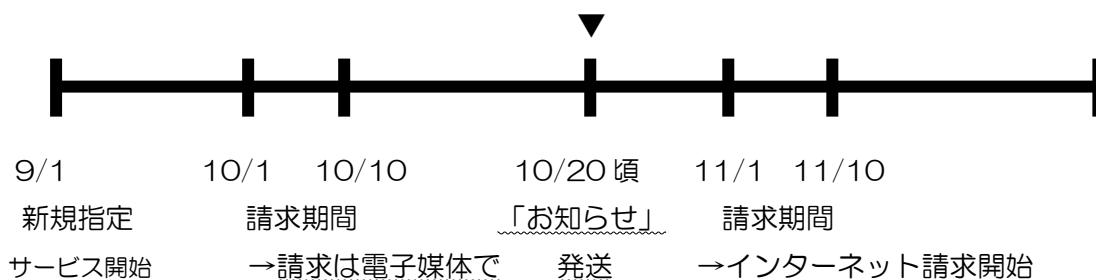 ▼
9/1 10/1 10/10 10/20頃 11/1 11/10
新規指定 請求期間 「お知らせ」 請求期間
サービス開始 →請求は電子媒体で 発送 →インターネット請求開始